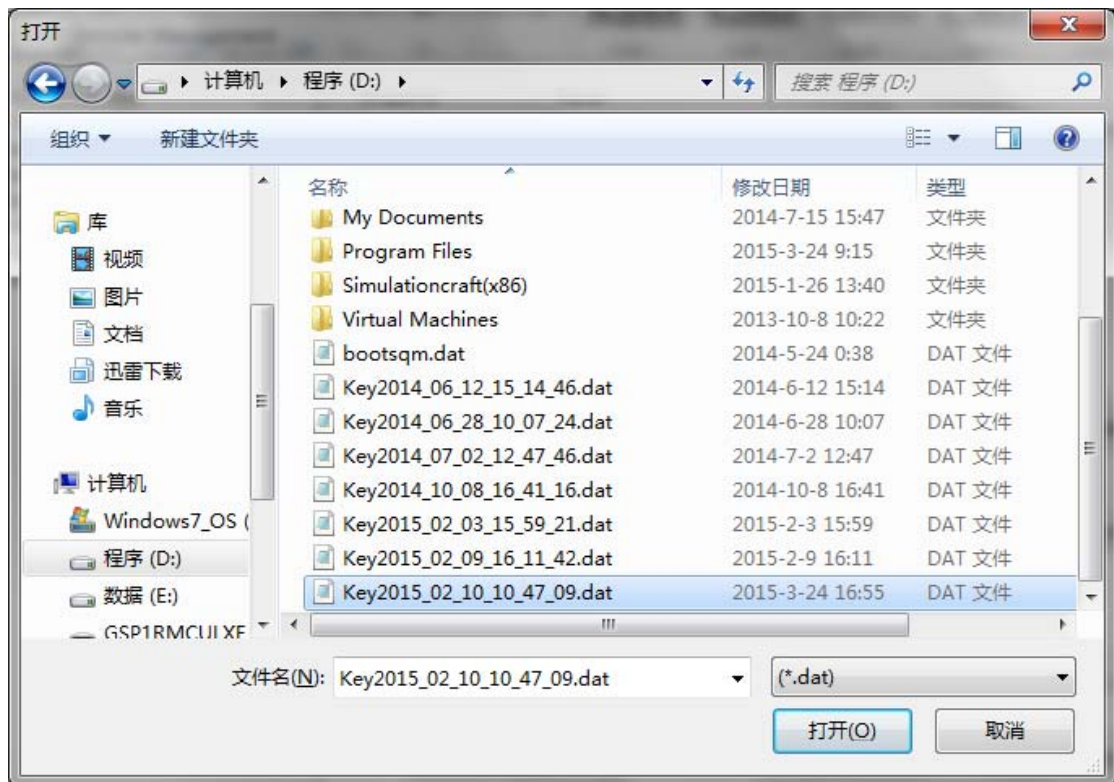 打开
计算机 程序 (D:)
搜索 程序 (D:)
组织 新建文件夹
名称 修改日期 类型
库
视频
图片
文档
迅雷下载
音乐
计算机
Windows7_OS (
程序 (D:)
数据 (E:)
GSP1RMCULXF
My Documents 2014-7-15 15:47 文件夹
Program Files 2015-3-24 9:15 文件夹
Simulationcraft(x86) 2015-1-26 13:40 文件夹
Virtual Machines 2013-10-8 10:22 文件夹
bootsqm.dat 2014-5-24 0:38 DAT 文件
Key2014_06_12_15_14_46.dat 2014-6-12 15:14 DAT 文件
Key2014_06_28_10_07_24.dat 2014-6-28 10:07 DAT 文件
Key2014_07_02_12_47_46.dat 2014-7-2 12:47 DAT 文件
Key2014_10_08_16_41_16.dat 2014-10-8 16:41 DAT 文件
Key2015_02_03_15_59_21.dat 2015-2-3 15:59 DAT 文件
Key2015_02_09_16_11_42.dat 2015-2-9 16:11 DAT 文件
Key2015_02_10_10_47_09.dat 2015-3-24 16:55 DAT 文件
文件名(N): Key2015_02_10_10_47_09.dat (*.dat)
打开(O) 取消